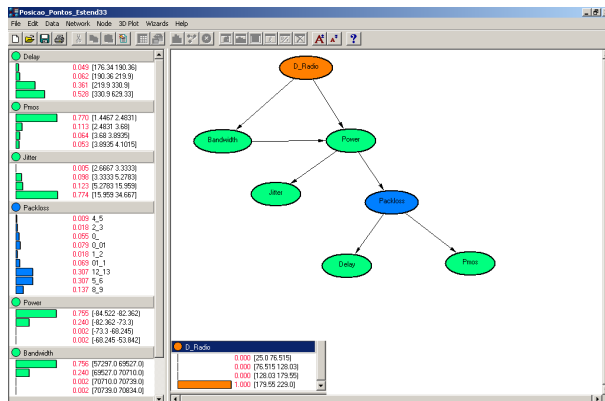 Posicao_Pontos_Estend33
File Edit Data Network Node 3D Plot Wizards Help
Delay
0.049 [176.34 190.36]
0.062 [190.36 219.9]
0.361 [219.9 330.9]
0.528 [330.9 629.33]
Pmos
0.770 [1.4467 2.4831]
0.113 [2.4831 3.68]
0.064 [3.68 3.8935]
0.053 [3.8935 4.1015]
Jitter
0.005 [2.6667 3.3333]
0.098 [3.3333 5.2783]
0.123 [5.2783 15.959]
0.774 [15.959 34.667]
Packloss
0.009 4_5
0.018 2_3
0.055 0_
0.079 0_01
0.018 1_2
0.069 01_1
0.307 12_13
0.307 5_6
0.137 8_9
Power
0.755 [-84.522 -82.362]
0.240 [-82.362 -73.3]
0.002 [-73.3 -68.245]
0.002 [-68.245 -53.842]
Bandwidth
0.756 [57297.0 69527.0]
0.240 [69527.0 70710.0]
0.002 [70710.0 70739.0]
0.002 [70739.0 70834.0]
D_Radio
Bandwidth
Power
Jitter
Packloss
Delay
Pmos
D_Radio
0.000 [25.0 76.515]
0.000 [76.515 128.03]
0.000 [128.03 179.55]
1.000 [179.55 229.0]